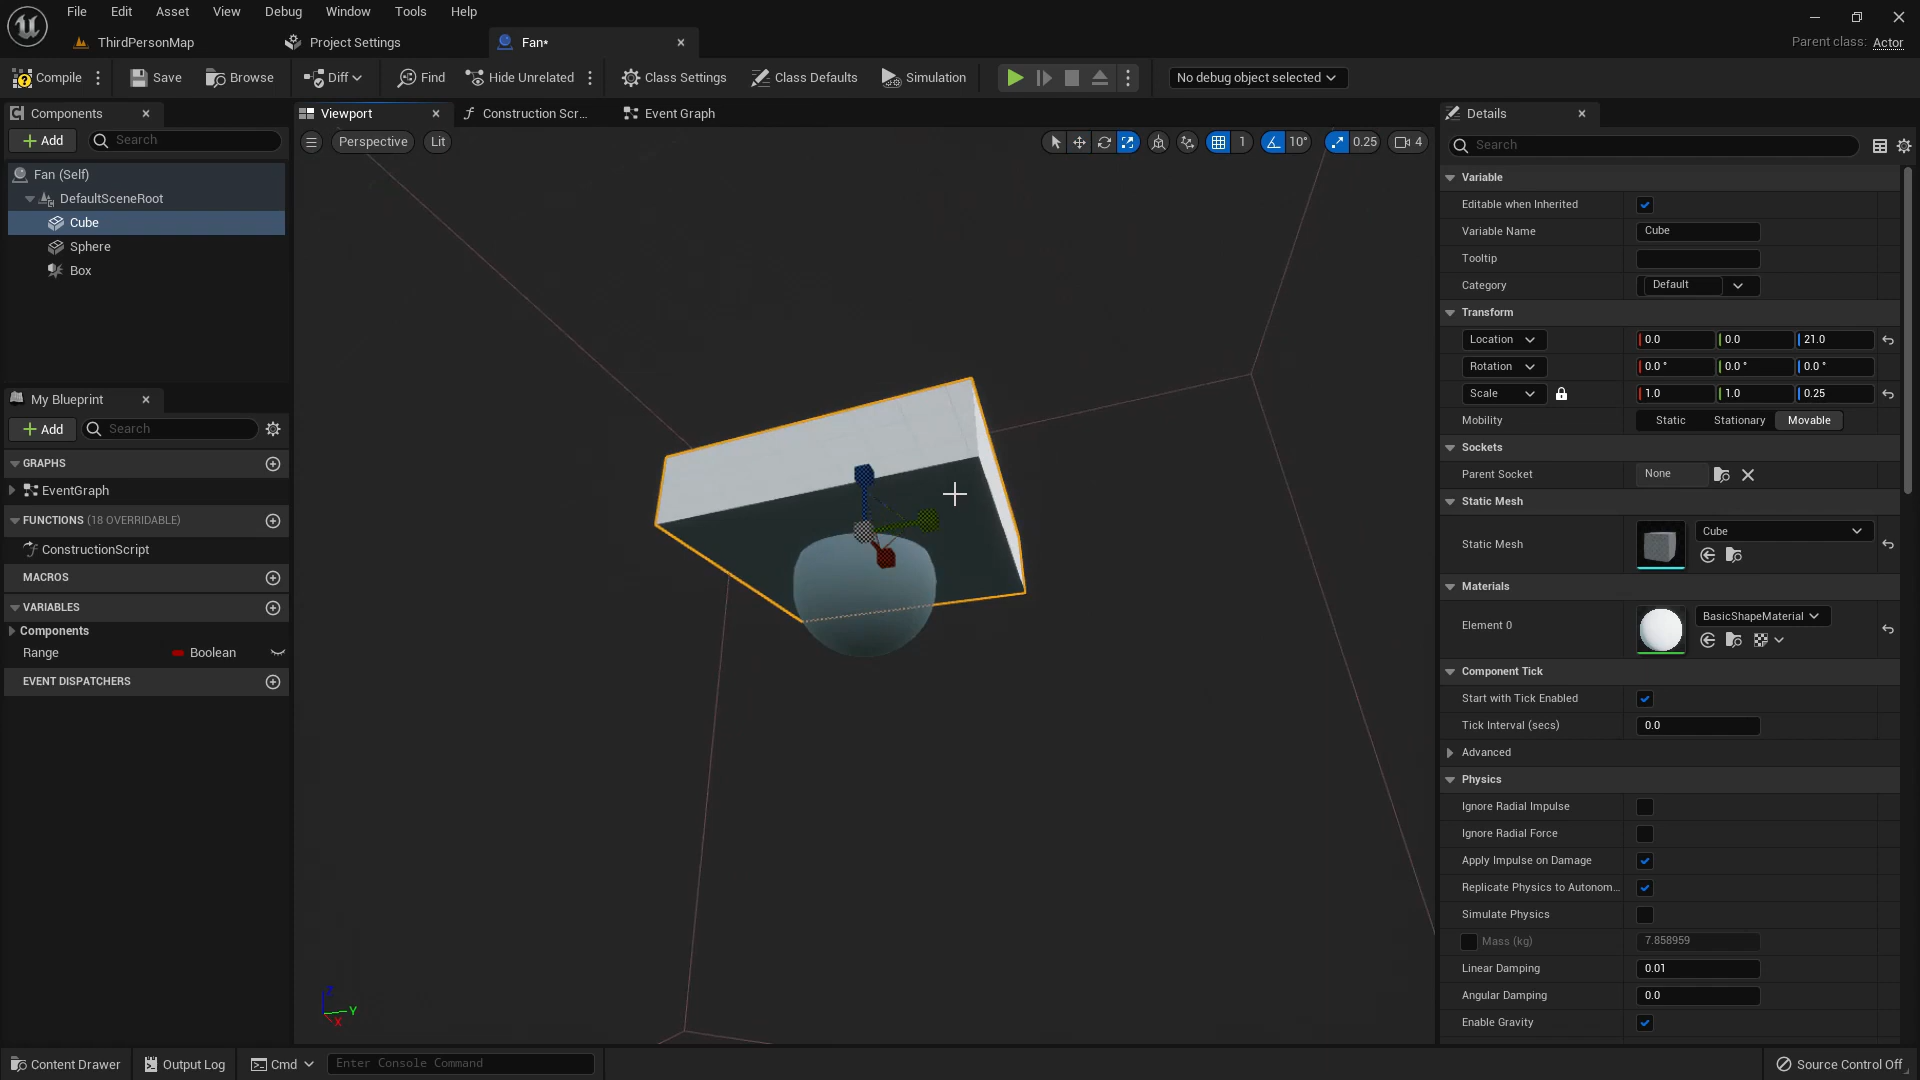 File Edit Asset View Debug Window Tools Help
ThirdPersonMap Project Settings Fan*
Parent class: Actor
Compile Save Browse Diff Find Hide Unrelated Class Settings Class Defaults Simulation No debug object selected
Components
Add Search
Fan (Self)
DefaultSceneRoot
Cube
Sphere
Box
My Blueprint
Add Search
GRAPHS
EventGraph
FUNCTIONS (18 OVERRIDABLE)
ConstructionScript
MACROS
VARIABLES
Components
Range Boolean
EVENT DISPATCHERS
Viewport Construction Scr... Event Graph
Perspective Lit 1 10° 0.25 4
Z
Y
X
Details
Search
Variable
Editable when Inherited
Variable Name Cube
Tooltip
Category Default
Transform
Location 0.0 0.0 21.0
Rotation 0.0 ° 0.0 ° 0.0 °
Scale 1.0 1.0 0.25
Mobility Static Stationary Movable
Sockets
Parent Socket None
Static Mesh
Static Mesh Cube
Materials
Element 0 BasicShapeMaterial
Component Tick
Start with Tick Enabled
Tick Interval (secs) 0.0
Advanced
Physics
Ignore Radial Impulse
Ignore Radial Force
Apply Impulse on Damage
Replicate Physics to Autonom...
Simulate Physics
Mass (kg) 7.858959
Linear Damping 0.01
Angular Damping 0.0
Enable Gravity
Content Drawer Output Log Cmd Enter Console Command Source Control Off